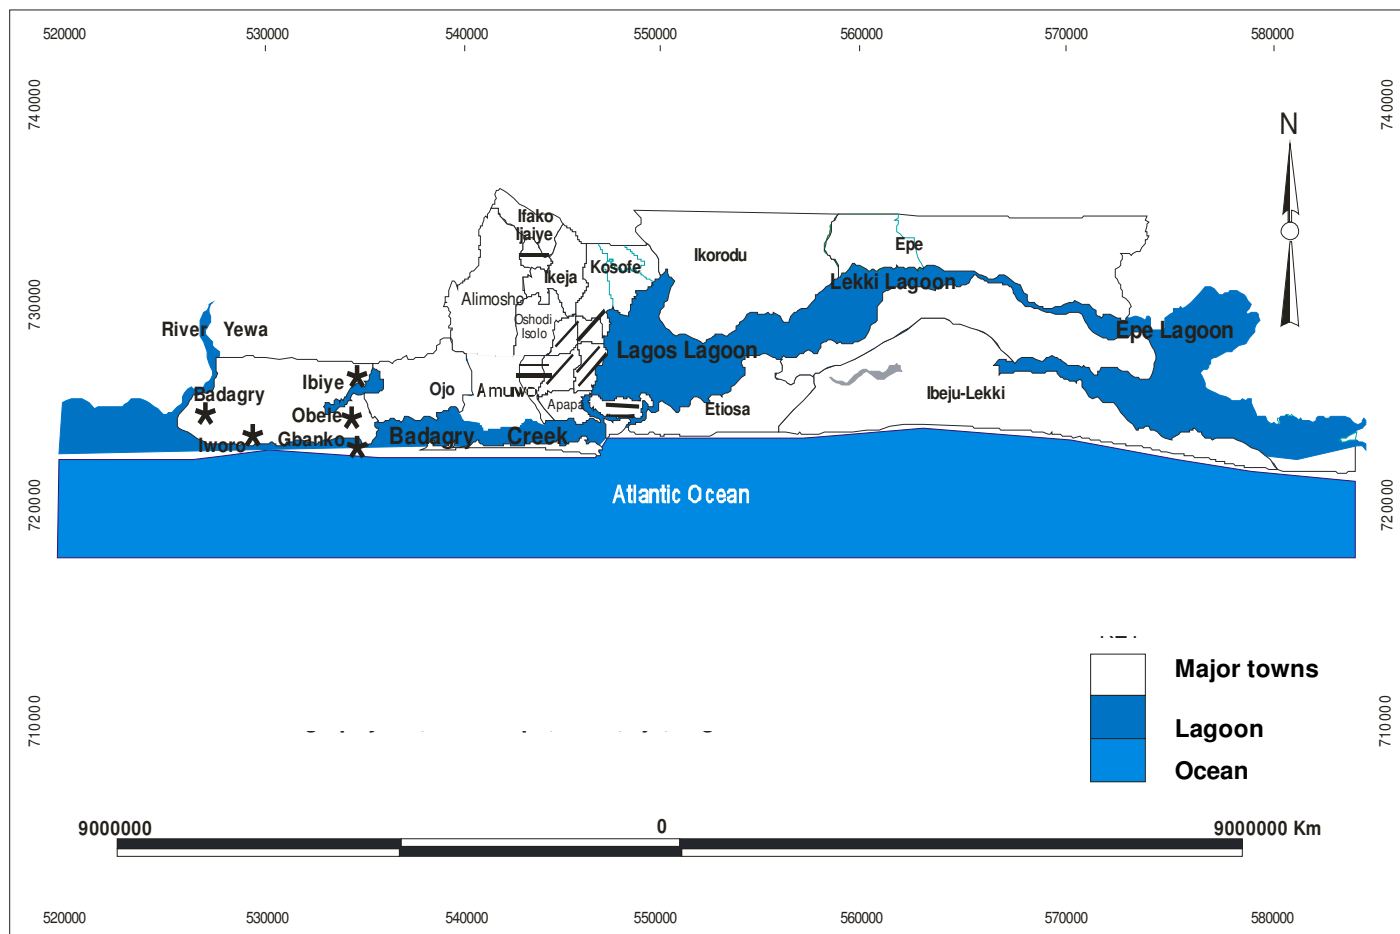 520000 530000 540000 550000 560000 570000 580000
740000
740000
N
Ifako
Ijaiye
Ikorodu
Epe
Kosofe
Ikeja
Lekki Lagoon
Alimosho
730000
730000
Oshodi
Isolo
River Yewa
Epe Lagoon
Lagos Lagoon
Ibiye
Ojo
Amuwo
Badagry
Ibeju-Lekki
Apapa
Etiosa
Obele
Gbanko
Iworo
Badagry Creek
Atlantic Ocean
720000
720000
Major towns
Lagoon
Ocean
710000
710000
9000000 0 9000000 Km
520000 530000 540000 550000 560000 570000 580000